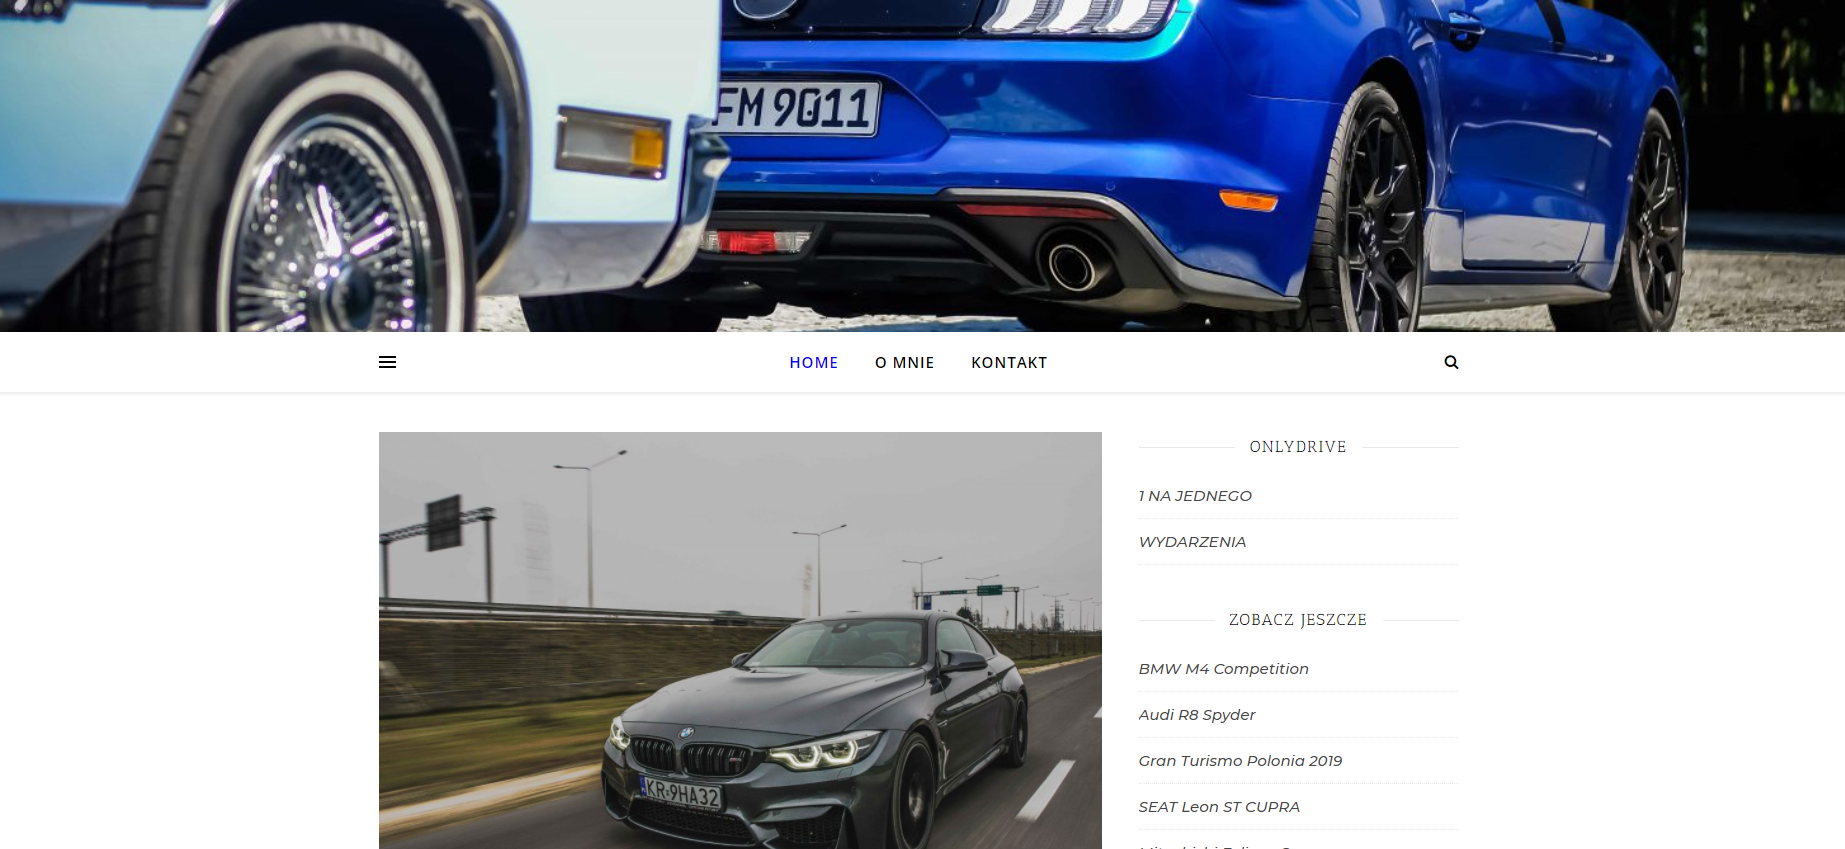 FM 9011
HOME
O MNIE
KONTAKT
ONLYDRIVE
1 NA JEDNEGO
WYDARZENIA
ZOBACZ JESZCZE
BMW M4 Competition
Audi R8 Spyder
Gran Turismo Polonia 2019
SEAT Leon ST CUPRA
KR 9HA32